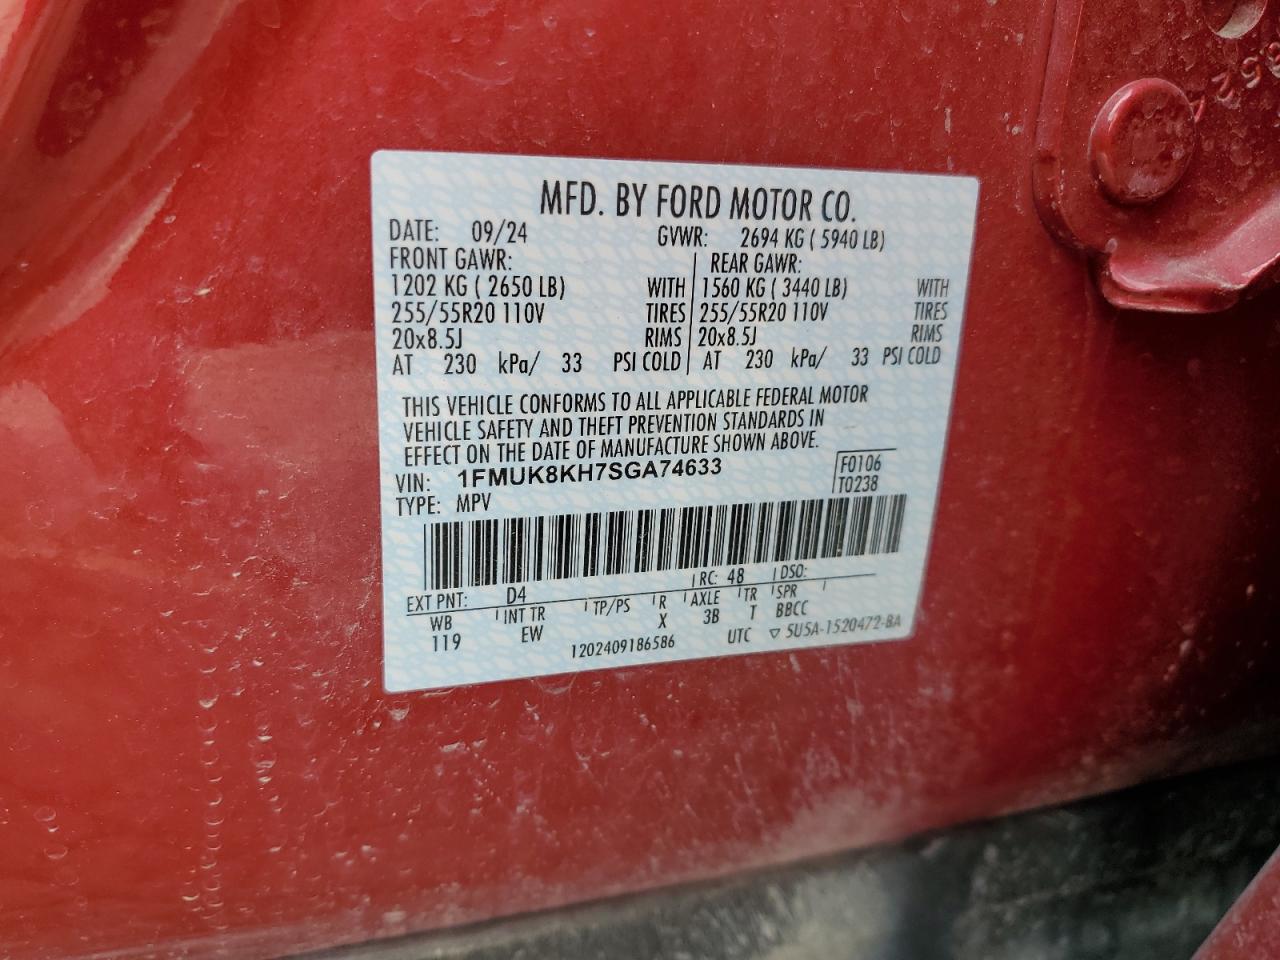 MFD. BY FORD MOTOR CO.
DATE: 09/24 GVWR: 2694 KG ( 5940 LB)
FRONT GAWR: REAR GAWR:
1202 KG ( 2650 LB) WITH 1560 KG ( 3440 LB) WITH
255/55R20 110V TIRES 255/55R20 110V TIRES
20x8.5J RIMS 20x8.5J RIMS
AT 230 kPa/ 33 PSI COLD AT 230 kPa/ 33 PSI COLD
THIS VEHICLE CONFORMS TO ALL APPLICABLE FEDERAL MOTOR
VEHICLE SAFETY AND THEFT PREVENTION STANDARDS IN
EFFECT ON THE DATE OF MANUFACTURE SHOWN ABOVE.
VIN: 1FMUK8KH7SGA74633 F0106
TYPE: MPV T0238
EXT PNT: D4 RC: 48 DSO:
WB INT TR TP/PS R AXLE TR SPR
119 EW X 3B T BBCC
1202409186586 UTC ▽ 5U5A-1520472-BA